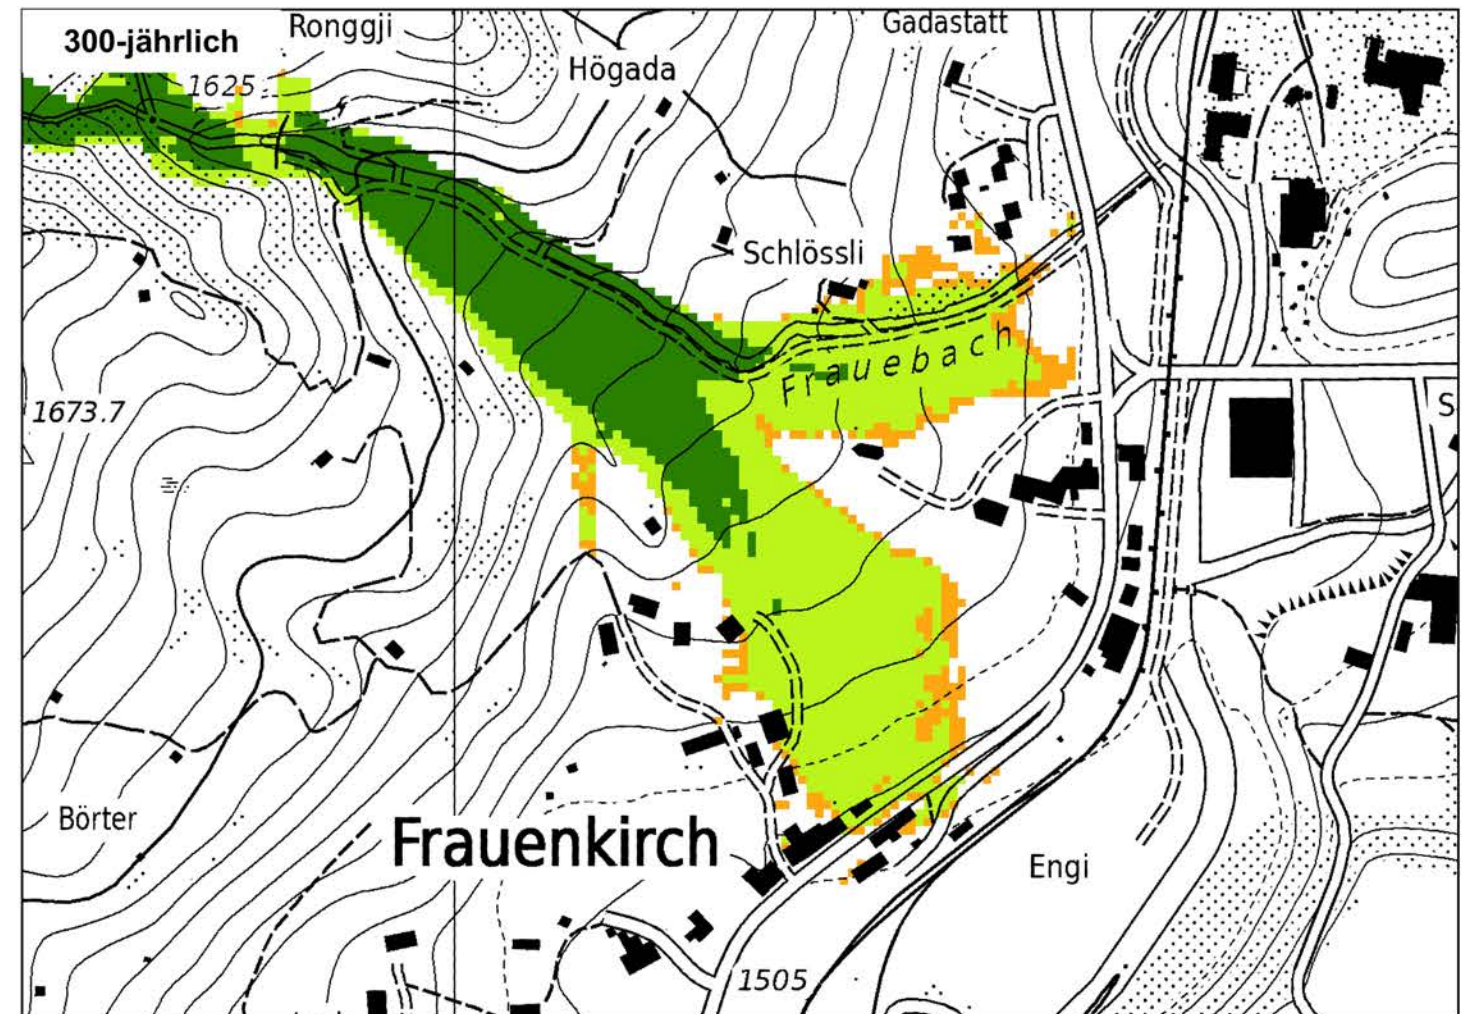 Ronggji
Gadastatt
300-jährlich
Högada
1625
Schlössli
Frauebach
1673.7
S
Börter
Frauenkirch
Engi
1505